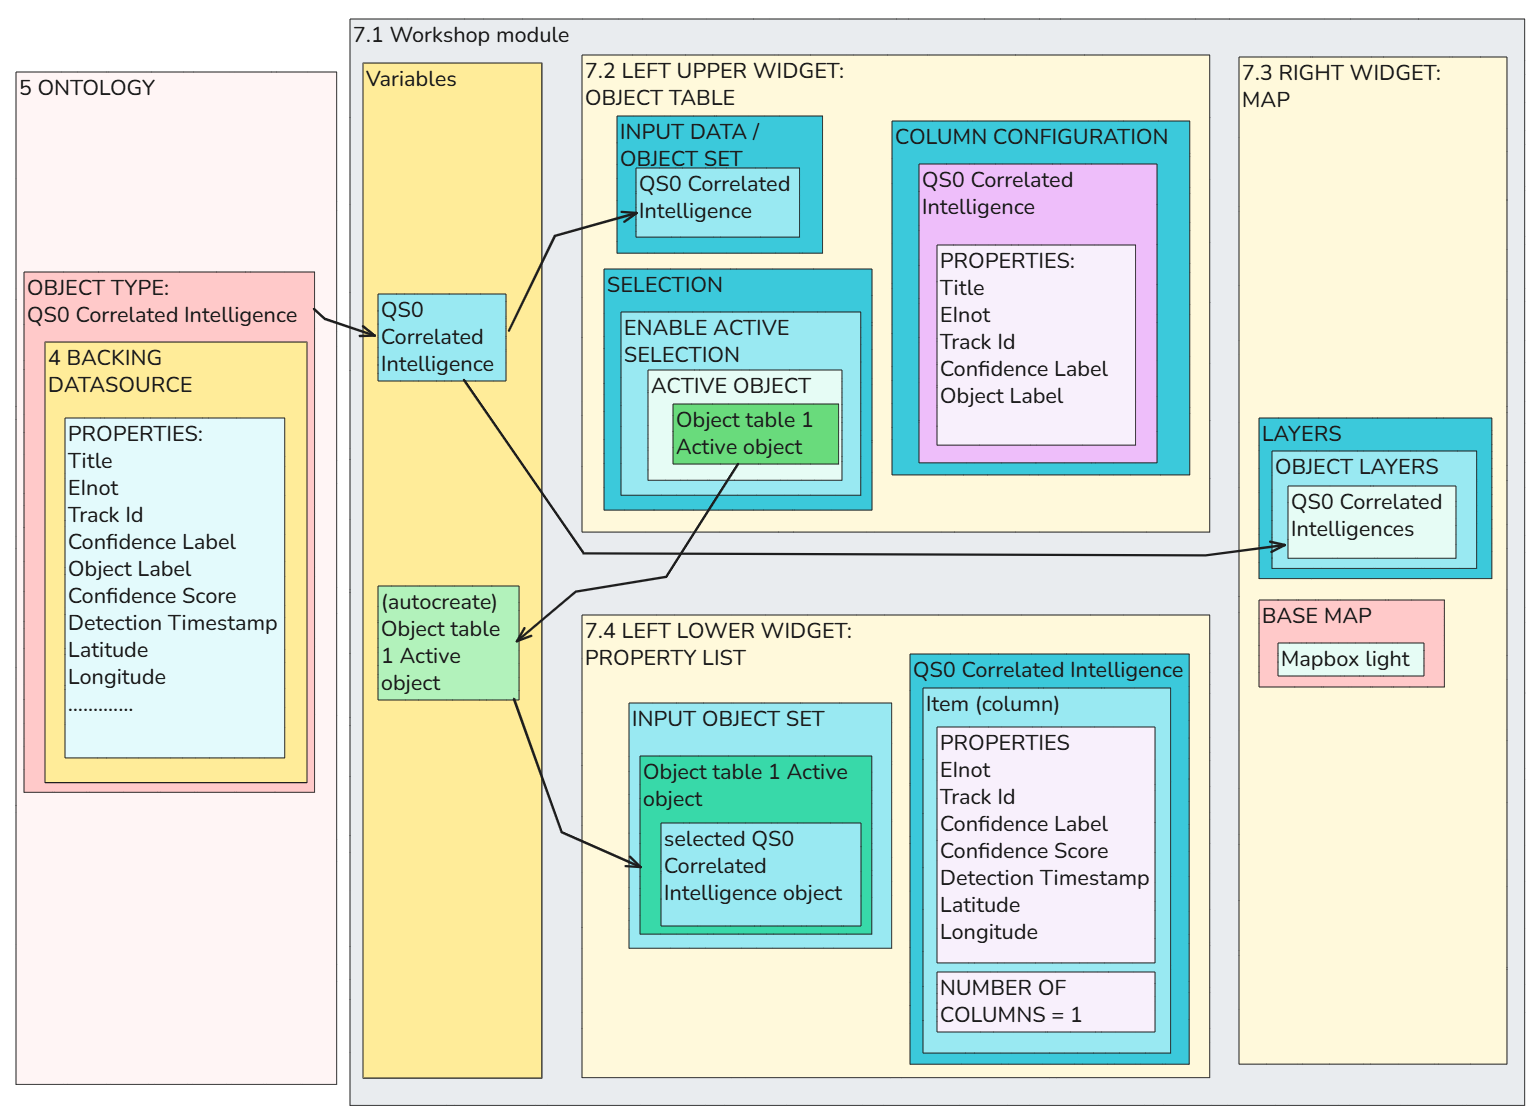 7.1 Workshop module
5 ONTOLOGY
OBJECT TYPE:
QS0 Correlated Intelligence
4 BACKING
DATASOURCE
PROPERTIES:
Title
Elnot
Track Id
Confidence Label
Object Label
Confidence Score
Detection Timestamp
Latitude
Longitude
.............
Variables
QS0
Correlated
Intelligence
(autocreate)
Object table
1 Active
object
7.2 LEFT UPPER WIDGET:
OBJECT TABLE
INPUT DATA /
OBJECT SET
QS0 Correlated
Intelligence
SELECTION
ENABLE ACTIVE
SELECTION
ACTIVE OBJECT
Object table 1
Active object
COLUMN CONFIGURATION
QS0 Correlated
Intelligence
PROPERTIES:
Title
Elnot
Track Id
Confidence Label
Object Label
7.4 LEFT LOWER WIDGET:
PROPERTY LIST
INPUT OBJECT SET
Object table 1 Active
object
selected QS0
Correlated
Intelligence object
QS0 Correlated Intelligence
Item (column)
PROPERTIES
Elnot
Track Id
Confidence Label
Confidence Score
Detection Timestamp
Latitude
Longitude
NUMBER OF
COLUMNS = 1
7.3 RIGHT WIDGET:
MAP
LAYERS
OBJECT LAYERS
QS0 Correlated
Intelligences
BASE MAP
Mapbox light